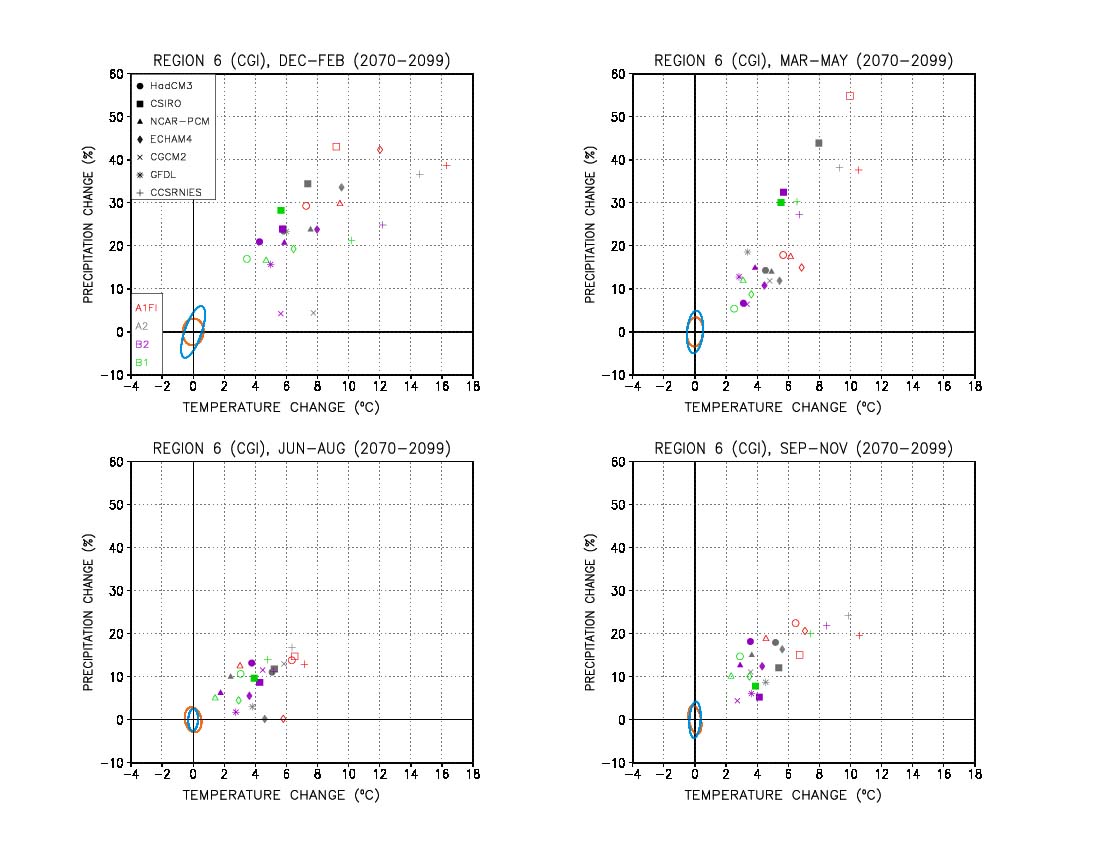 REGION 6 (CGI), DEC-FEB (2070-2099)
PRECIPITATION CHANGE (%)
60
50
40
30
20
10
0
-10
HadCM3
CSIRO
NCAR-PCM
ECHAM4
CGCM2
GFDL
CCSRNIES
A1FI
A2
B2
B1
-4 -2 0 2 4 6 8 10 12 14 16 18
TEMPERATURE CHANGE (ºC)
REGION 6 (CGI), MAR-MAY (2070-2099)
PRECIPITATION CHANGE (%)
60
50
40
30
20
10
0
-10
-4 -2 0 2 4 6 8 10 12 14 16 18
TEMPERATURE CHANGE (ºC)
REGION 6 (CGI), JUN-AUG (2070-2099)
PRECIPITATION CHANGE (%)
60
50
40
30
20
10
0
-10
-4 -2 0 2 4 6 8 10 12 14 16 18
TEMPERATURE CHANGE (ºC)
REGION 6 (CGI), SEP-NOV (2070-2099)
PRECIPITATION CHANGE (%)
60
50
40
30
20
10
0
-10
-4 -2 0 2 4 6 8 10 12 14 16 18
TEMPERATURE CHANGE (ºC)